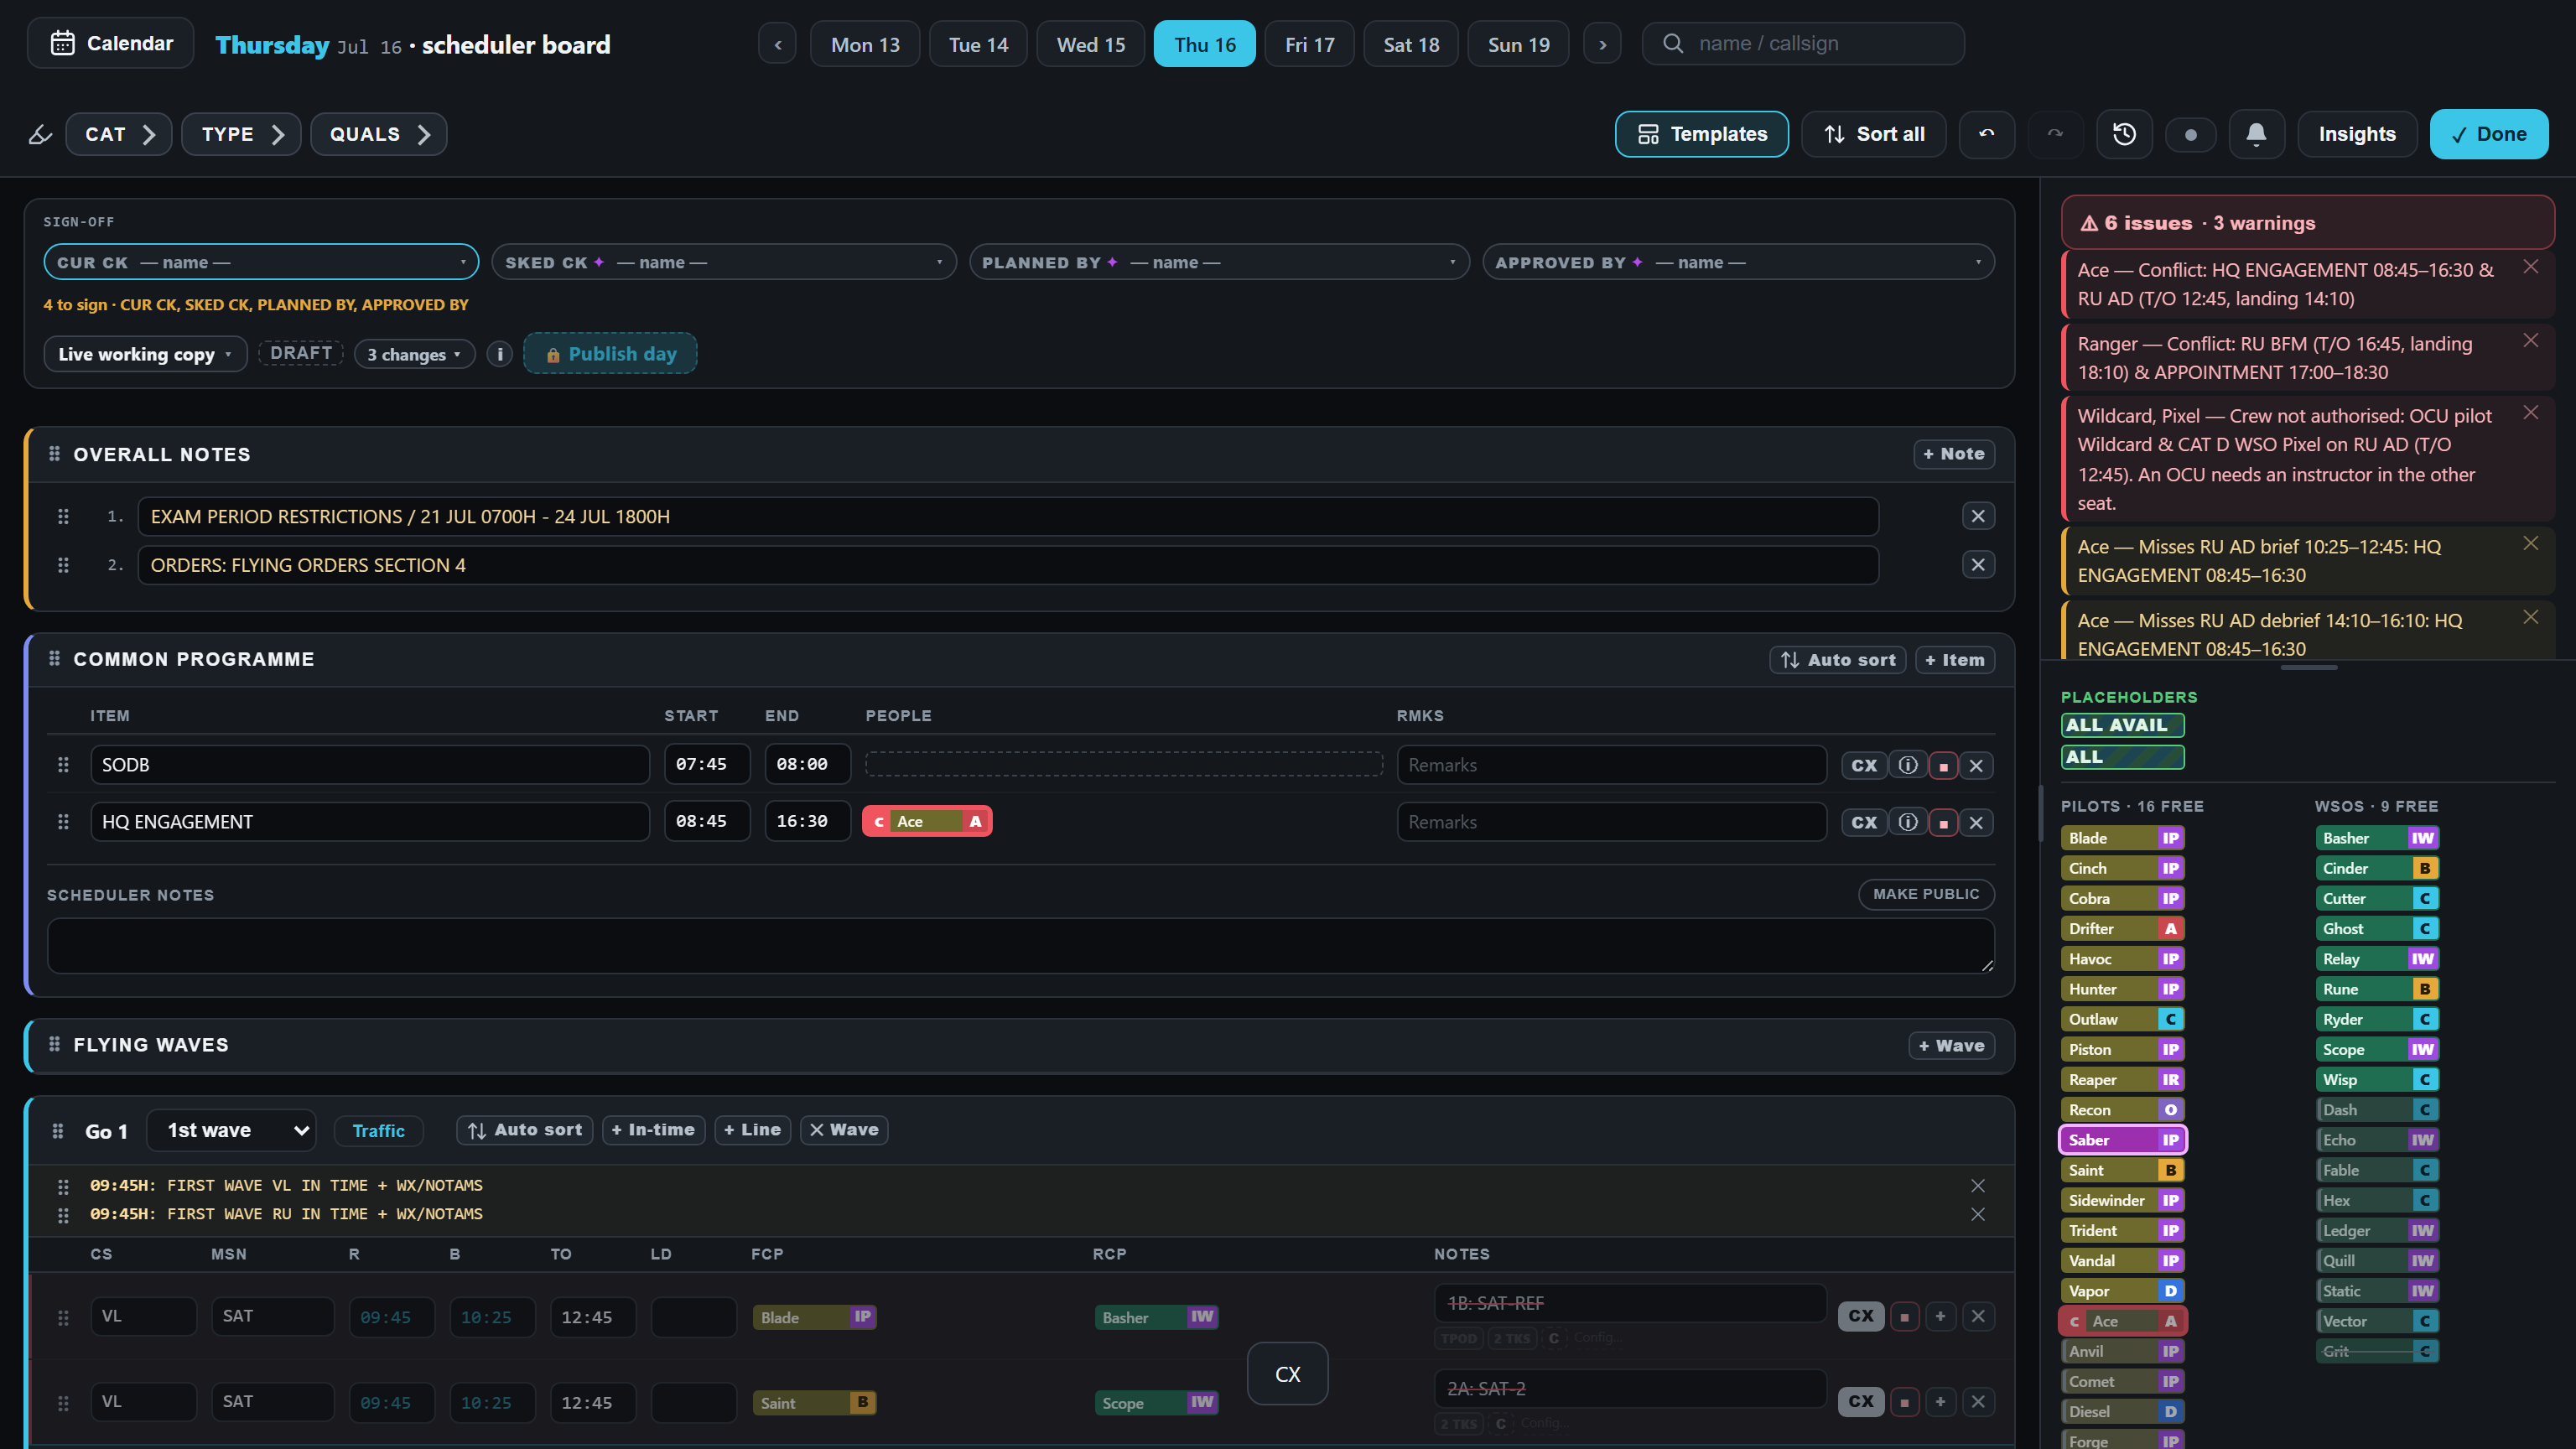 Calendar
Thursday Jul 16 · scheduler board
‹ Mon 13 Tue 14 Wed 15 Thu 16 Fri 17 Sat 18 Sun 19 ›
name / callsign
CAT TYPE QUALS
Templates Sort all Insights ✓ Done
SIGN-OFF
CUR CK — name — SKED CK ✦ — name — PLANNED BY ✦ — name — APPROVED BY ✦ — name —
4 to sign · CUR CK, SKED CK, PLANNED BY, APPROVED BY
Live working copy DRAFT 3 changes i Publish day
OVERALL NOTES + Note
1. EXAM PERIOD RESTRICTIONS / 21 JUL 0700H - 24 JUL 1800H
2. ORDERS: FLYING ORDERS SECTION 4
COMMON PROGRAMME Auto sort + Item
ITEM START END PEOPLE RMKS
SODB 07:45 08:00 Remarks CX
HQ ENGAGEMENT 08:45 16:30 C Ace A Remarks CX
SCHEDULER NOTES MAKE PUBLIC
FLYING WAVES + Wave
Go 1 1st wave Traffic Auto sort + In-time + Line ✕ Wave
09:45H: FIRST WAVE VL IN TIME + WX/NOTAMS
09:45H: FIRST WAVE RU IN TIME + WX/NOTAMS
CS MSN R B TO LD FCP RCP NOTES
VL SAT 09:45 10:25 12:45 Blade IP Basher IW 1B: SAT-REF CX
TPOD 2 TKS C Config...
CX
VL SAT 09:45 10:25 12:45 Saint B Scope IW 2A: SAT-2 CX
2 TKS C Config...
⚠ 6 issues · 3 warnings
Ace — Conflict: HQ ENGAGEMENT 08:45–16:30 &
RU AD (T/O 12:45, landing 14:10)
Ranger — Conflict: RU BFM (T/O 16:45, landing
18:10) & APPOINTMENT 17:00–18:30
Wildcard, Pixel — Crew not authorised: OCU pilot
Wildcard & CAT D WSO Pixel on RU AD (T/O
12:45). An OCU needs an instructor in the other
seat.
Ace — Misses RU AD brief 10:25–12:45: HQ
ENGAGEMENT 08:45–16:30
Ace — Misses RU AD debrief 14:10–16:10: HQ
ENGAGEMENT 08:45–16:30
PLACEHOLDERS
ALL AVAIL
ALL
PILOTS · 16 FREE WSOS · 9 FREE
Blade IP Basher IW
Cinch IP Cinder B
Cobra IP Cutter C
Drifter A Ghost C
Havoc IP Relay IW
Hunter IP Rune B
Outlaw C Ryder C
Piston IP Scope IW
Reaper IR Wisp C
Recon O Dash C
Saber IP Echo IW
Saint B Fable C
Sidewinder IP Hex C
Trident IP Ledger IW
Vandal IP Quill IW
Vapor D Static IW
C Ace A Vector C
Anvil IP Grit C
Comet IP
Diesel D
Forge IP